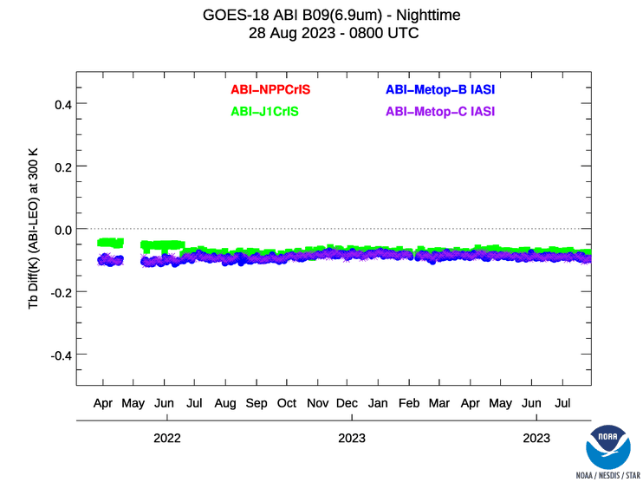 GOES-18 ABI B09(6.9um) - Nighttime
28 Aug 2023 - 0800 UTC
ABI-NPPCrIS
ABI-Metop-B IASI
ABI-J1CrIS
ABI-Metop-C IASI
Tb Diff(K) (ABI-LEO) at 300 K
0.4
0.2
0.0
-0.2
-0.4
Apr May Jun Jul Aug Sep Oct Nov Dec Jan Feb Mar Apr May Jun Jul
2022 2023 2023
NOAA
NOAA / NESDIS / STAR